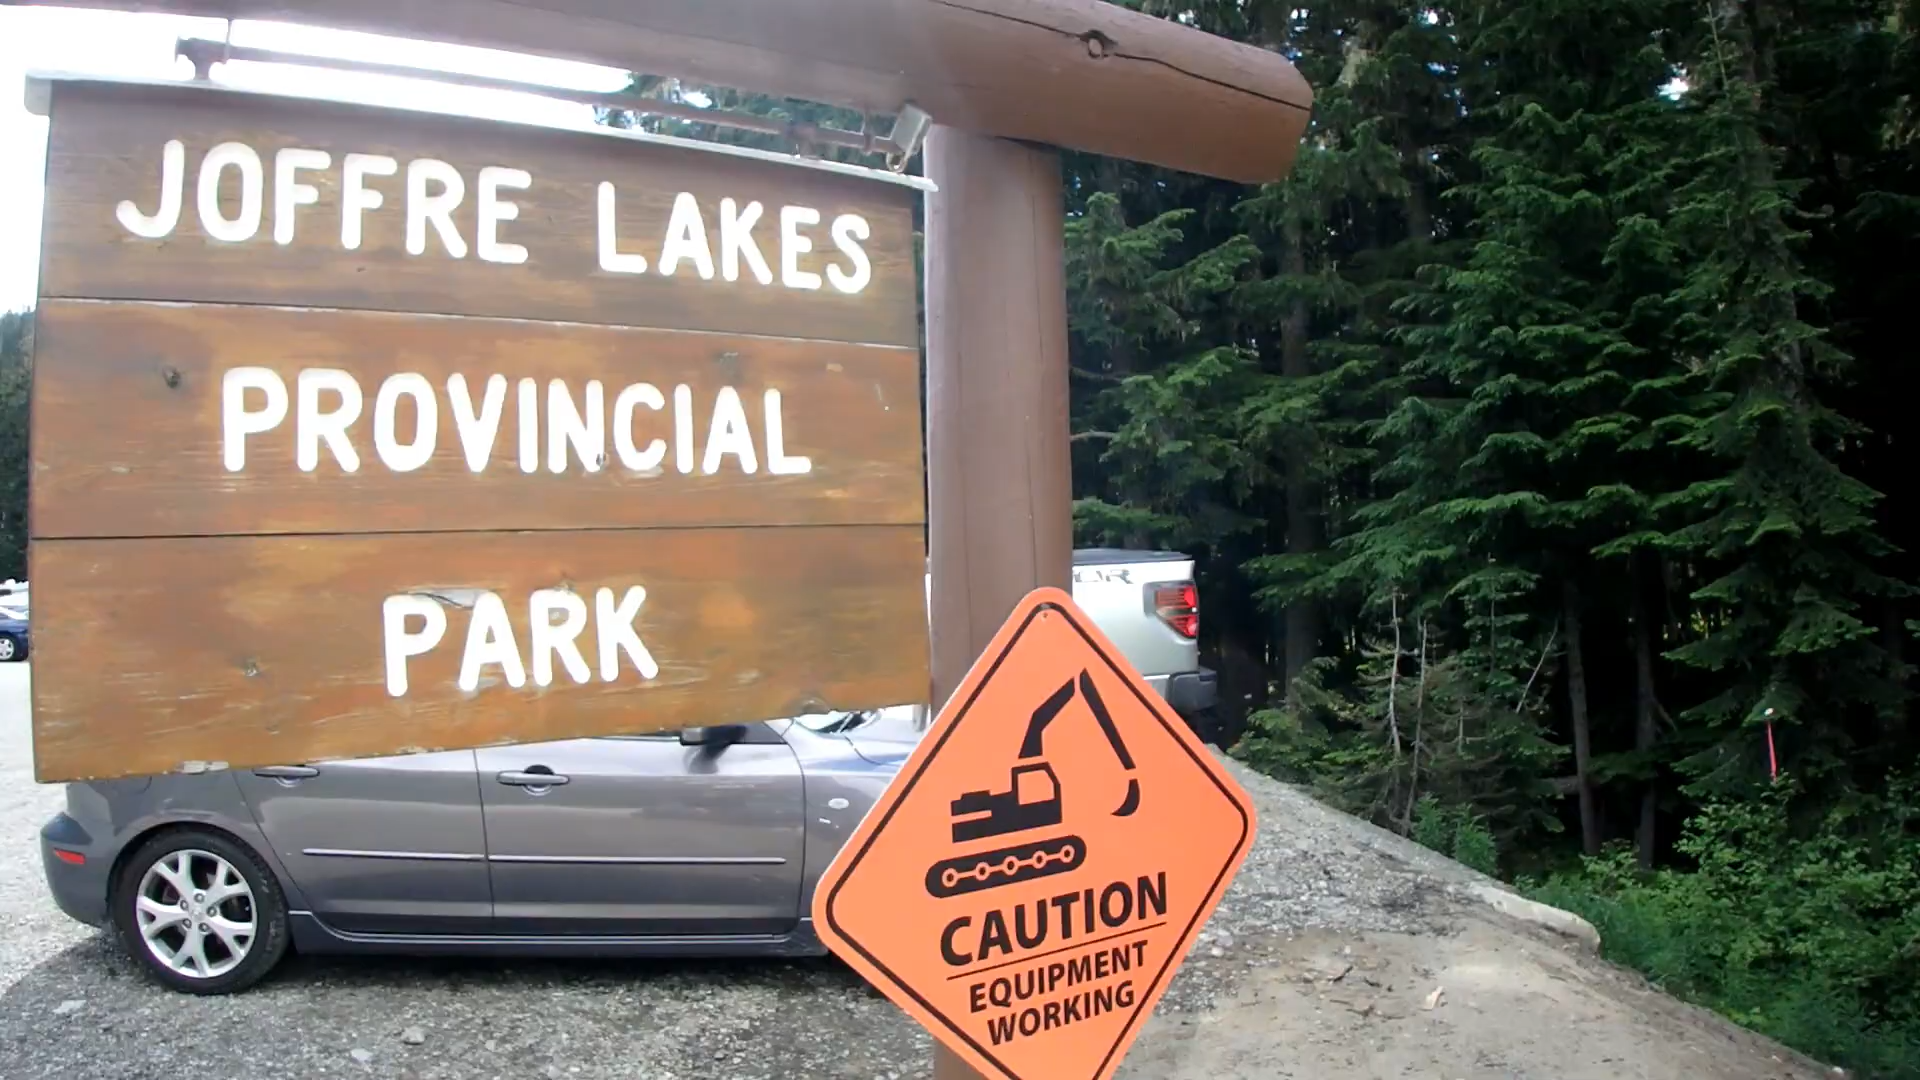 JOFFRE LAKES
PROVINCIAL
PARK
CAUTION
EQUIPMENT
WORKING